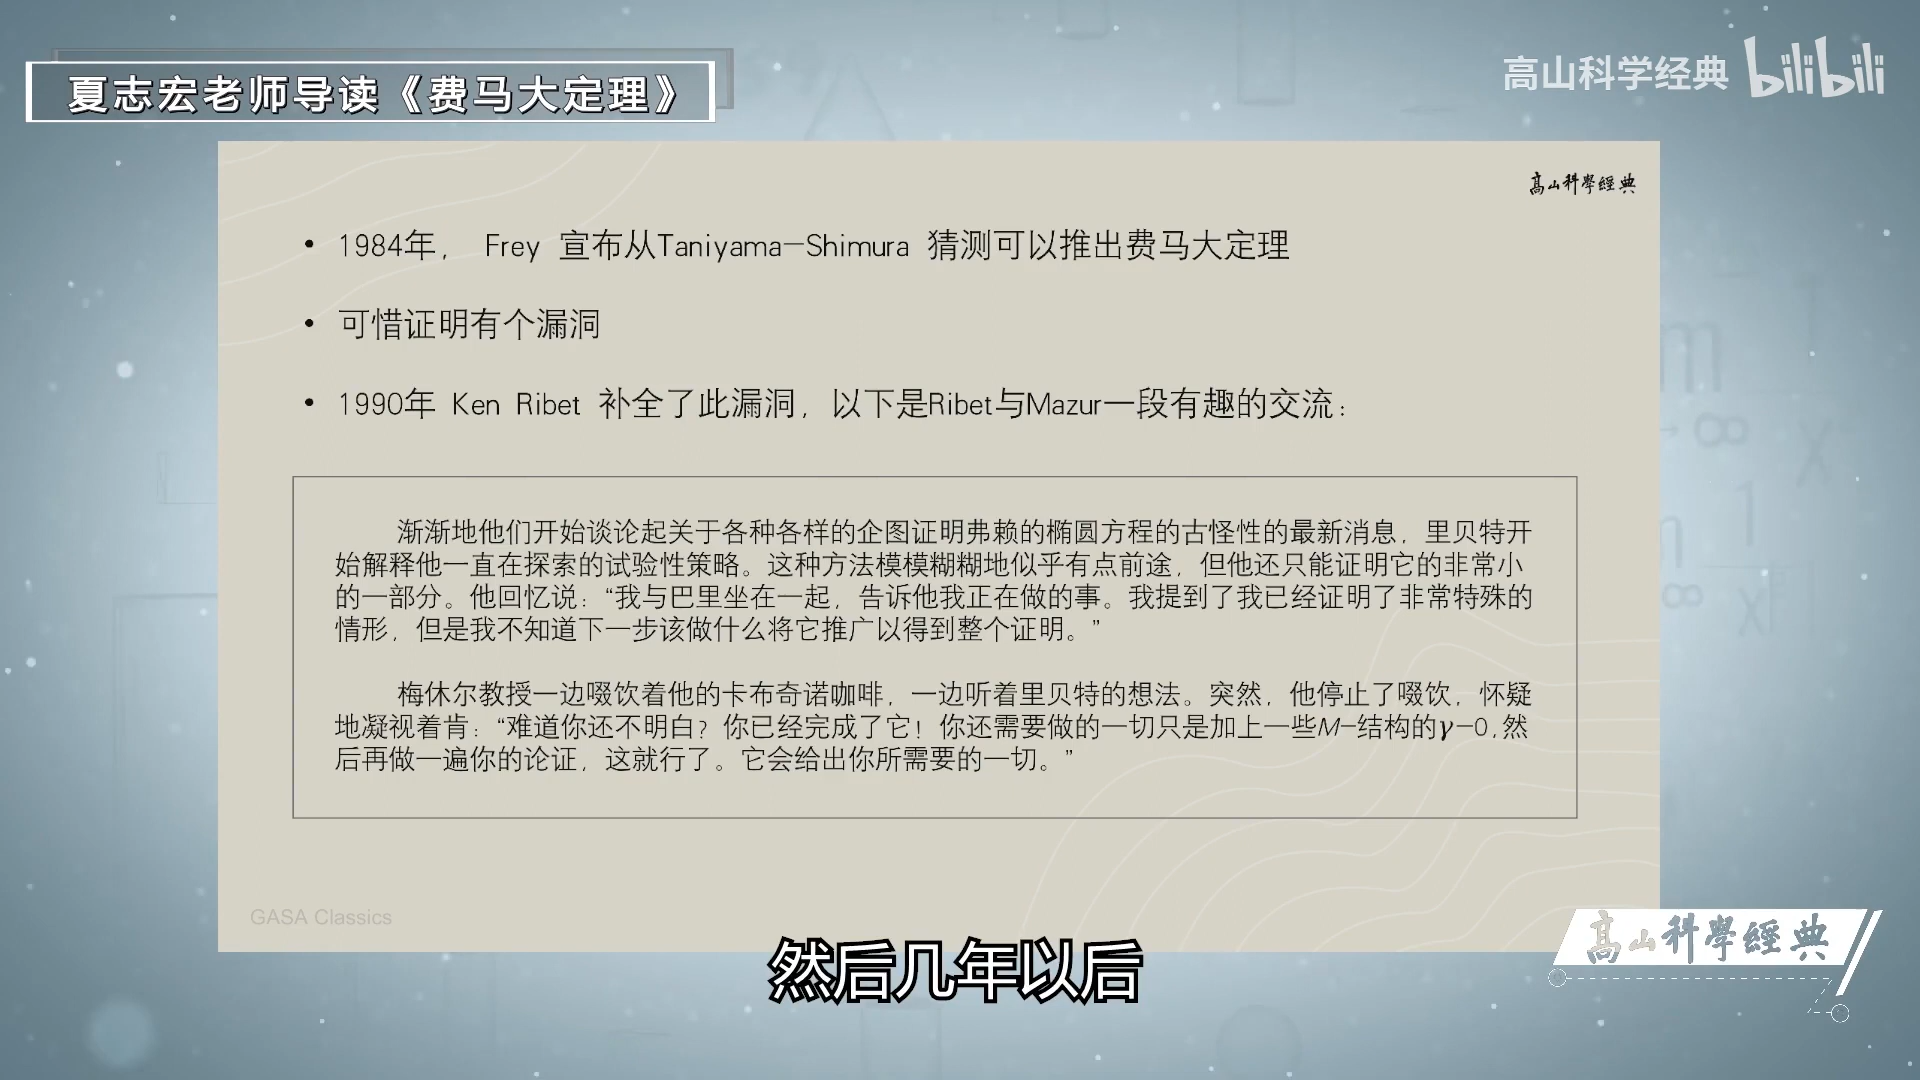 夏志宏老师导读《费马大定理》
高山科学经典 bilibili
高山科學經典
• 1984年， Frey 宣布从Taniyama-Shimura 猜测可以推出费马大定理
• 可惜证明有个漏洞
• 1990年 Ken Ribet 补全了此漏洞，以下是Ribet与Mazur一段有趣的交流：
渐渐地他们开始谈论起关于各种各样的企图证明弗赖的椭圆方程的古怪性的最新消息，里贝特开
始解释他一直在探索的试验性策略。这种方法模模糊糊地似乎有点前途，但他还只能证明它的非常小
的一部分。他回忆说：“我与巴里坐在一起，告诉他我正在做的事。我提到了我已经证明了非常特殊的
情形，但是我不知道下一步该做什么将它推广以得到整个证明。”
梅休尔教授一边啜饮着他的卡布奇诺咖啡，一边听着里贝特的想法。突然，他停止了啜饮，怀疑
地凝视着肯：“难道你还不明白？你已经完成了它！你还需要做的一切只是加上一些M-结构的γ-0,然
后再做一遍你的论证，这就行了。它会给出你所需要的一切。”
GASA Classics
高山科學經典
然后几年以后